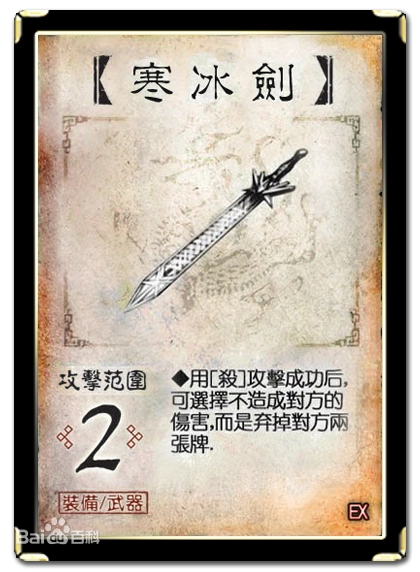 【寒冰劍】
攻擊范圍
2
◆用[殺]攻擊成功后,
可選擇不造成對方的
傷害,而是弃掉對方兩
張牌.
裝備/武器
EX
Baidu百科